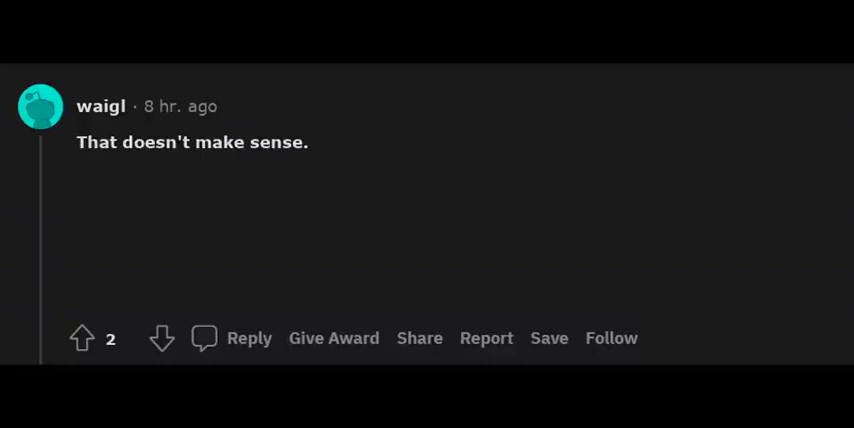 waigl · 8 hr. ago
That doesn't make sense.
2 Reply Give Award Share Report Save Follow